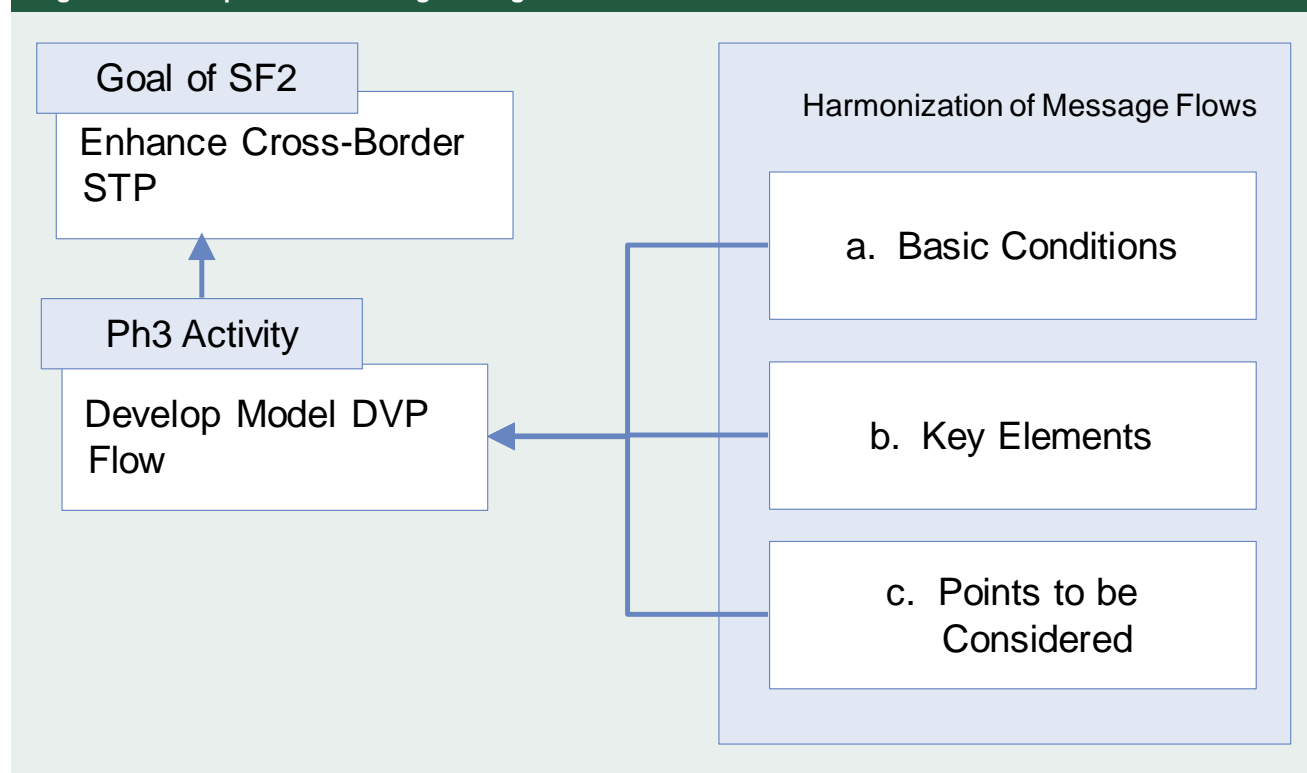 Goal of SF2
Enhance Cross-Border
STP
Ph3 Activity
Develop Model DVP
Flow
Harmonization of Message Flows
a. Basic Conditions
b. Key Elements
c. Points to be
Considered